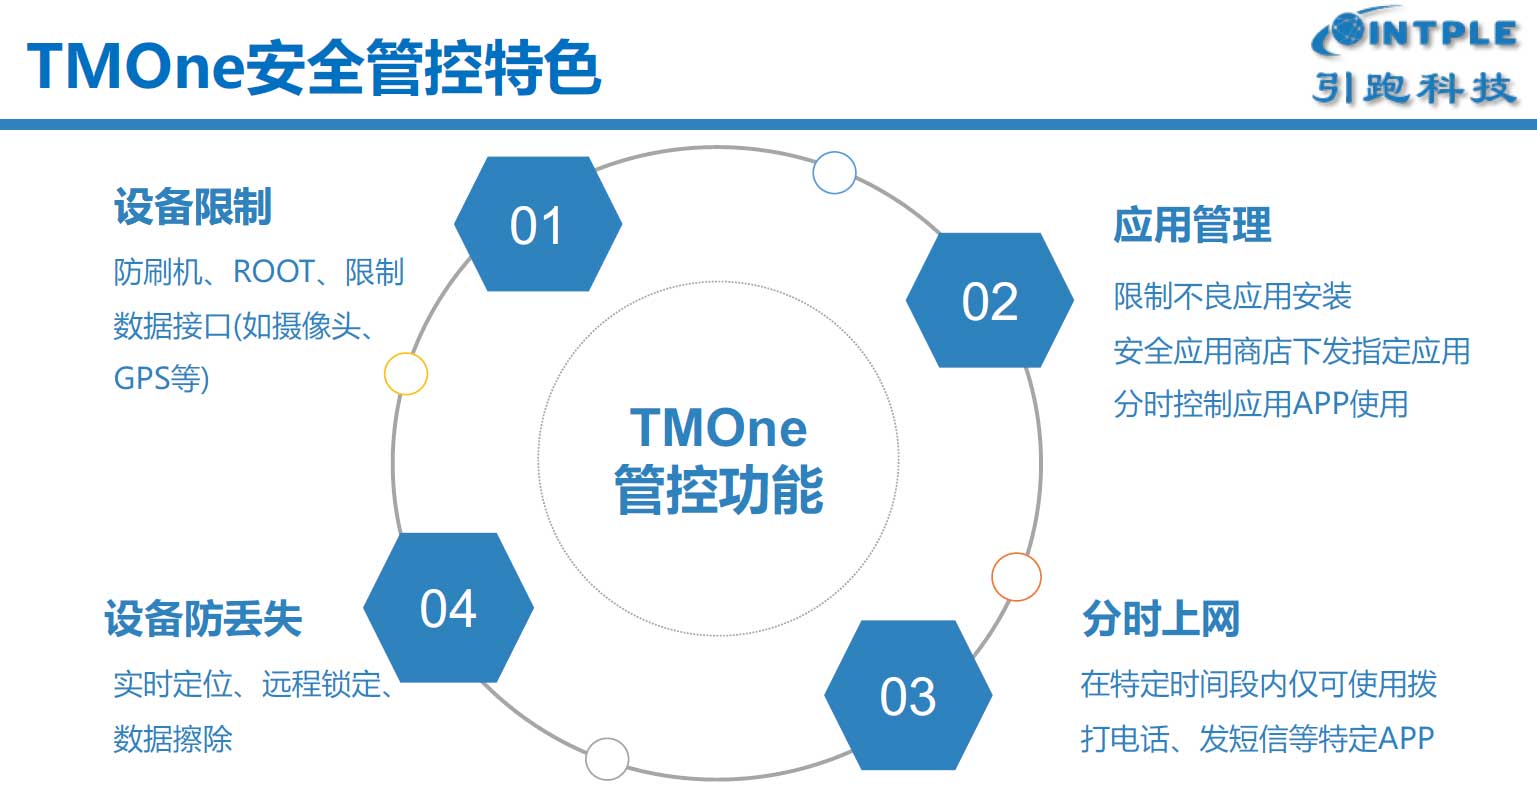 TMOne安全管控特色
INTPLE
引跑科技
设备限制
防刷机、ROOT、限制
数据接口(如摄像头、
GPS等)
01
02
应用管理
限制不良应用安装
安全应用商店下发指定应用
分时控制应用APP使用
TMOne
管控功能
设备防丢失
实时定位、远程锁定、
数据擦除
04
03
分时上网
在特定时间段内仅可使用拨
打电话、发短信等特定APP